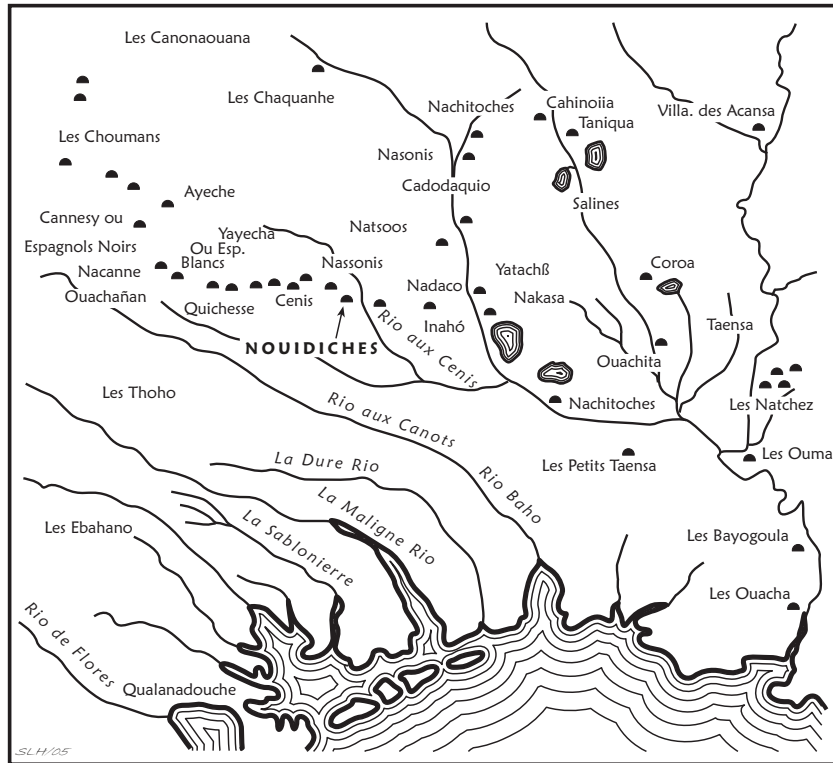 Les Canonaouana
Les Chaquanhe
Nachitoches
Cahinoiia
Taniqua
Villa. des Acansa
Les Choumans
Nasonis
Cadodaquio
Ayeche
Salines
Cannesy ou
Espagnols Noirs
Yayecha
Ou Esp.
Blancs
Natsoos
Nacanne
Ouachañan
Nassonis
Yatachß
Coroa
Quichesse
Cenis
Nadaco
Nakasa
Inahó
Taensa
NOUIDICHES
Rio aux Cenis
Ouachita
Les Thoho
Nachitoches
Les Natchez
Rio aux Canots
Les Ouma
La Dure Rio
Rio Baho
Les Petits Taensa
La Maligne Rio
Les Ebahano
La Sablonierre
Les Bayogoula
Les Ouacha
Rio de Flores
Qualanadouche
SLH/05